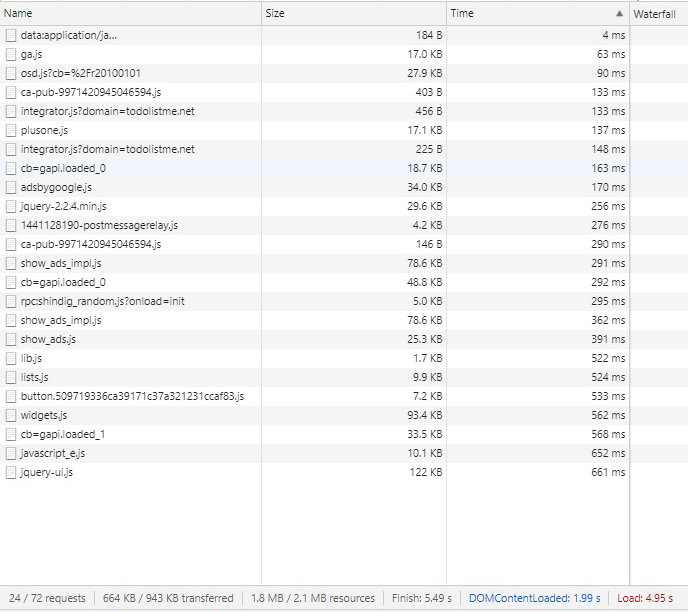 Name Size Time Waterfall
data:application/ja... 184 B 4 ms
ga.js 17.0 KB 63 ms
osd.js?cb=%2Fr20100101 27.9 KB 90 ms
ca-pub-9971420945046594.js 403 B 133 ms
integrator.js?domain=todolistme.net 456 B 133 ms
plusone.js 17.1 KB 137 ms
integrator.js?domain=todolistme.net 225 B 148 ms
cb=gapi.loaded_0 18.7 KB 163 ms
adsbygoogle.js 34.0 KB 170 ms
jquery-2.2.4.min.js 29.6 KB 256 ms
1441128190-postmessagerelay.js 4.2 KB 276 ms
ca-pub-9971420945046594.js 146 B 290 ms
show_ads_impl.js 78.6 KB 291 ms
cb=gapi.loaded_0 48.8 KB 292 ms
rpc:shindig_random.js?onload=init 5.0 KB 295 ms
show_ads_impl.js 78.6 KB 362 ms
show_ads.js 25.3 KB 391 ms
lib.js 1.7 KB 522 ms
lists.js 9.9 KB 524 ms
button.509719336ca39171c37a321231ccaf83.js 7.2 KB 533 ms
widgets.js 93.4 KB 562 ms
cb=gapi.loaded_1 33.5 KB 568 ms
javascript_e.js 10.1 KB 652 ms
jquery-ui.js 122 KB 661 ms
24 / 72 requests 664 KB / 943 KB transferred 1.8 MB / 2.1 MB resources Finish: 5.49 s DOMContentLoaded: 1.99 s Load: 4.95 s